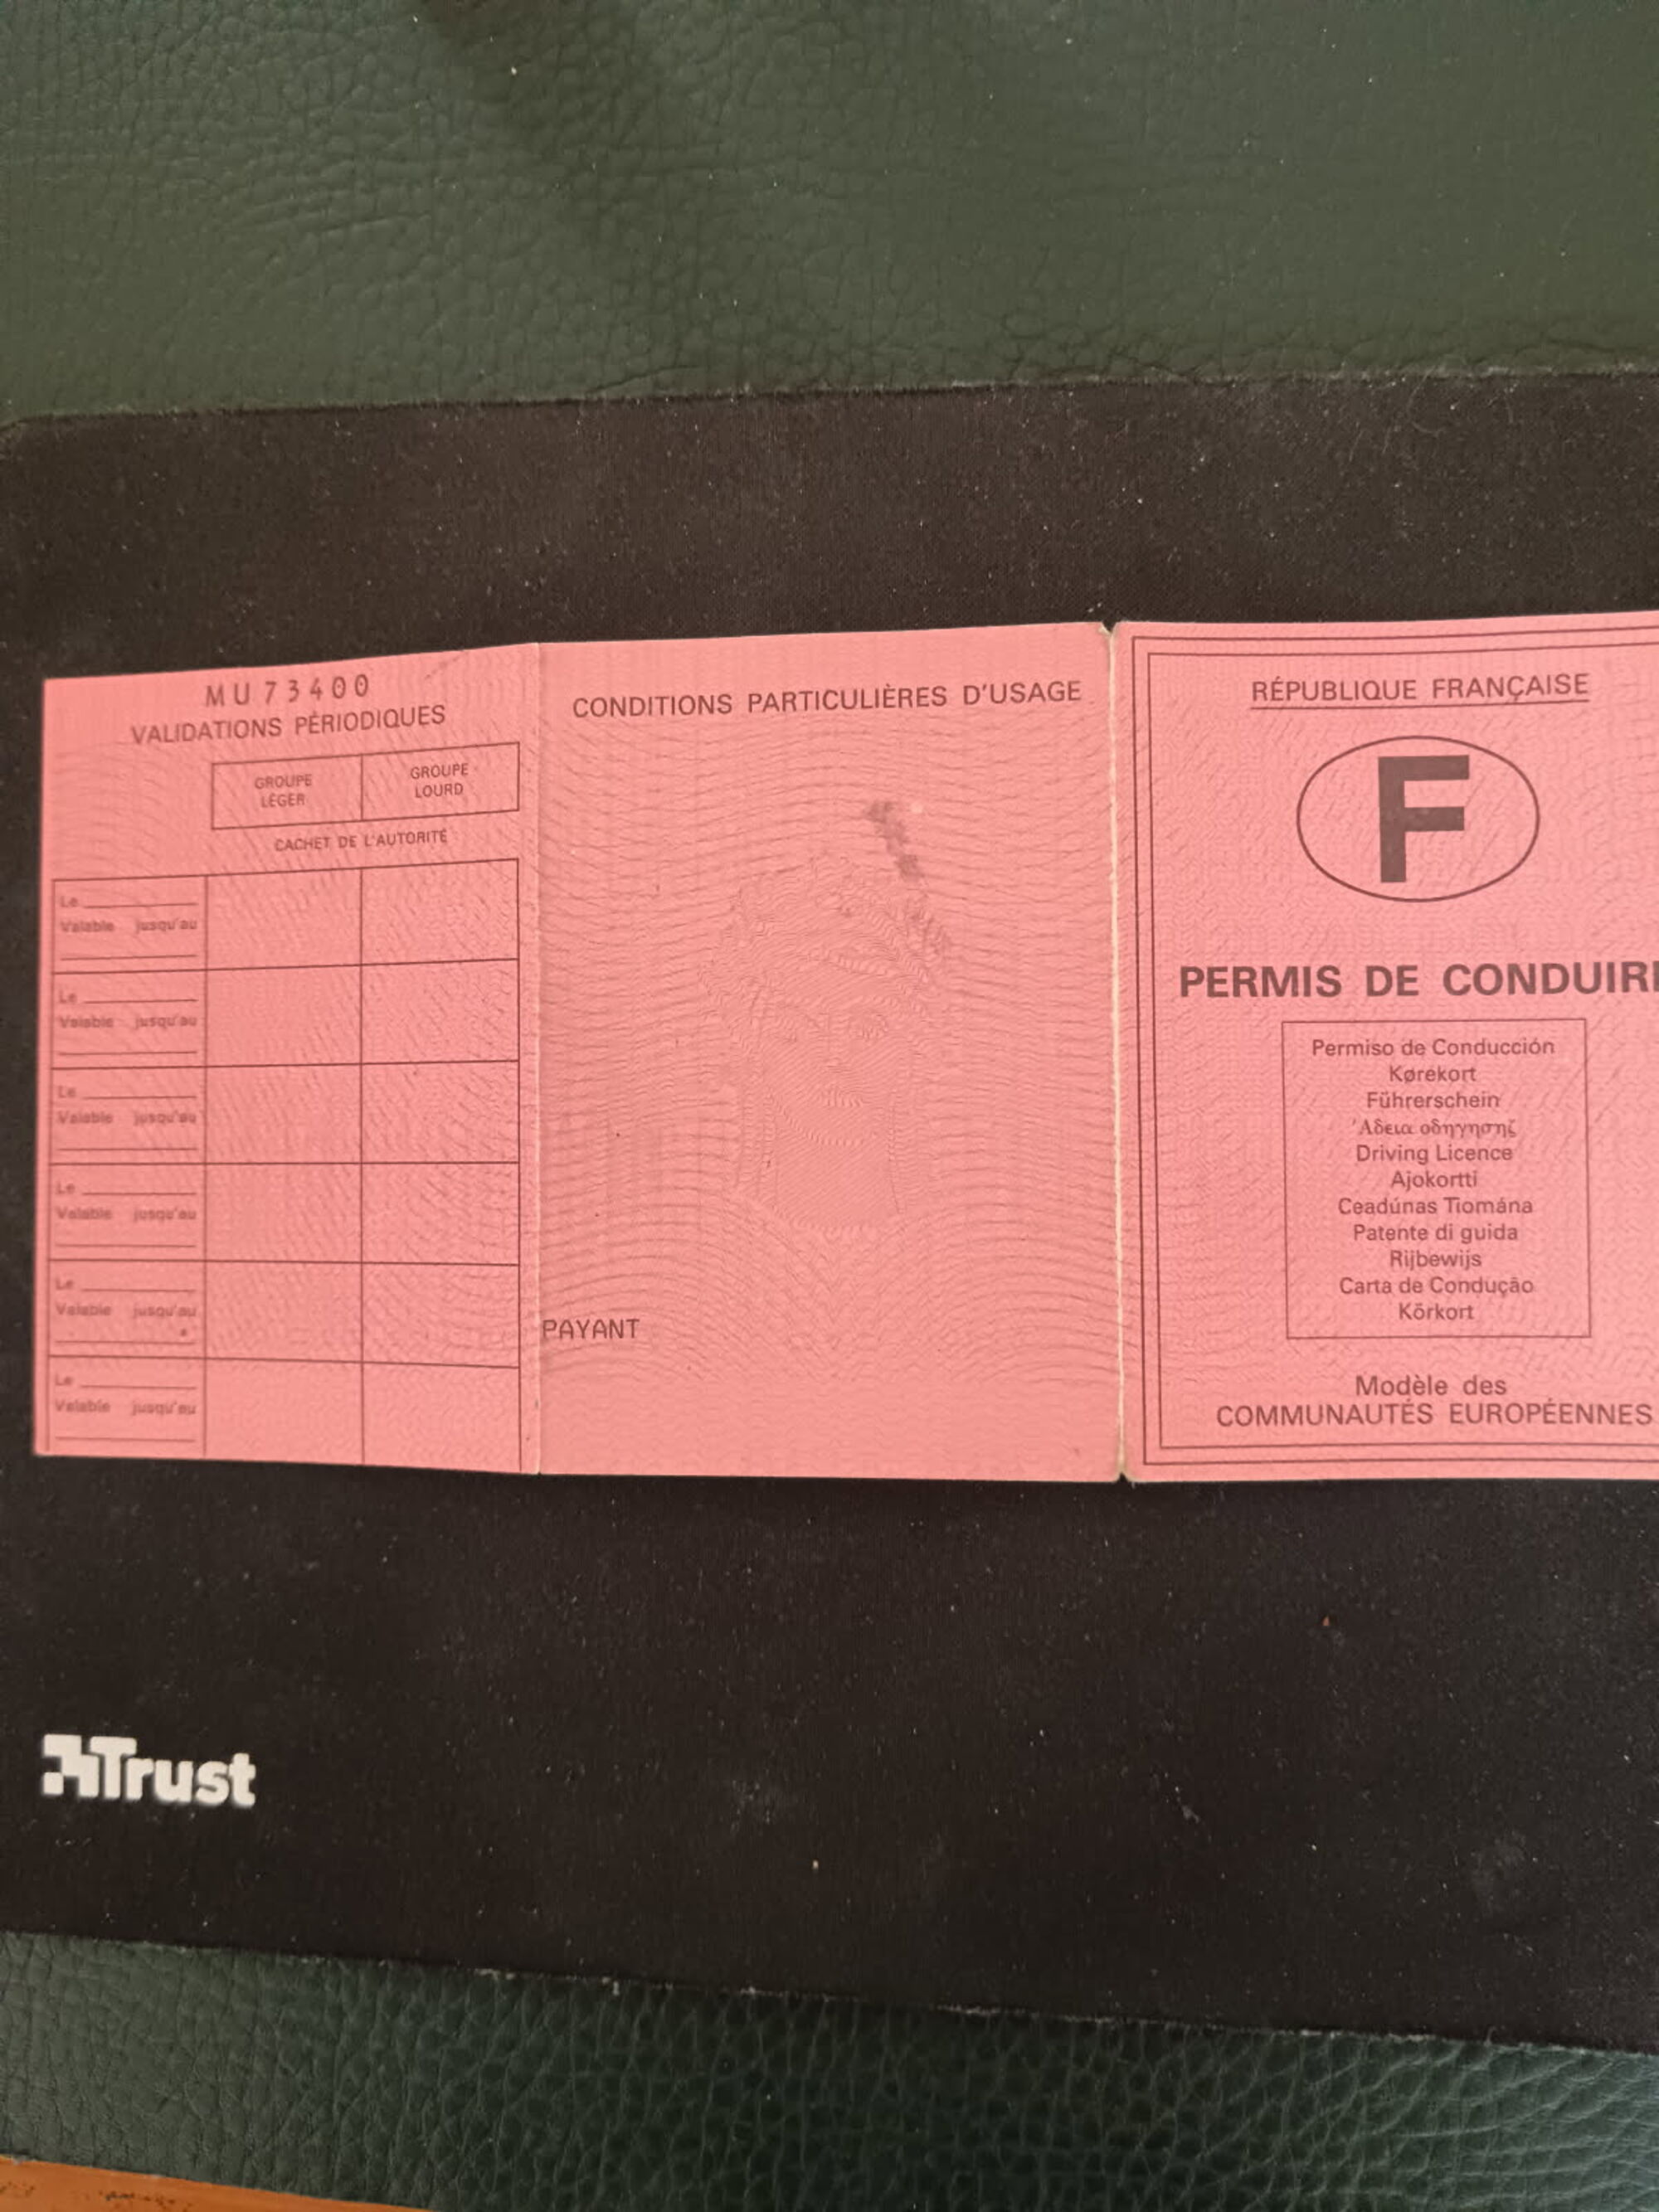 MU73400
VALIDATIONS PÉRIODIQUES
GROUPE
LÉGER
GROUPE
LOURD
CACHET DE L'AUTORITÉ
Le
Valable jusqu'au
Le
Valable jusqu'au
Le
Valable jusqu'au
Le
Valable jusqu'au
Le
Valable jusqu'au
Le
Valable jusqu'au
CONDITIONS PARTICULIÈRES D'USAGE
PAYANT
RÉPUBLIQUE FRANÇAISE
F
PERMIS DE CONDUIR
Permiso de Conducción
Kørekort
Führerschein
Άδεια οδηγησης
Driving Licence
Ajokortti
Ceadúnas Tiomána
Patente di guida
Rijbewijs
Carta de Condução
Körkort
Modèle des
COMMUNAUTÉS EUROPÉENNES
Trust